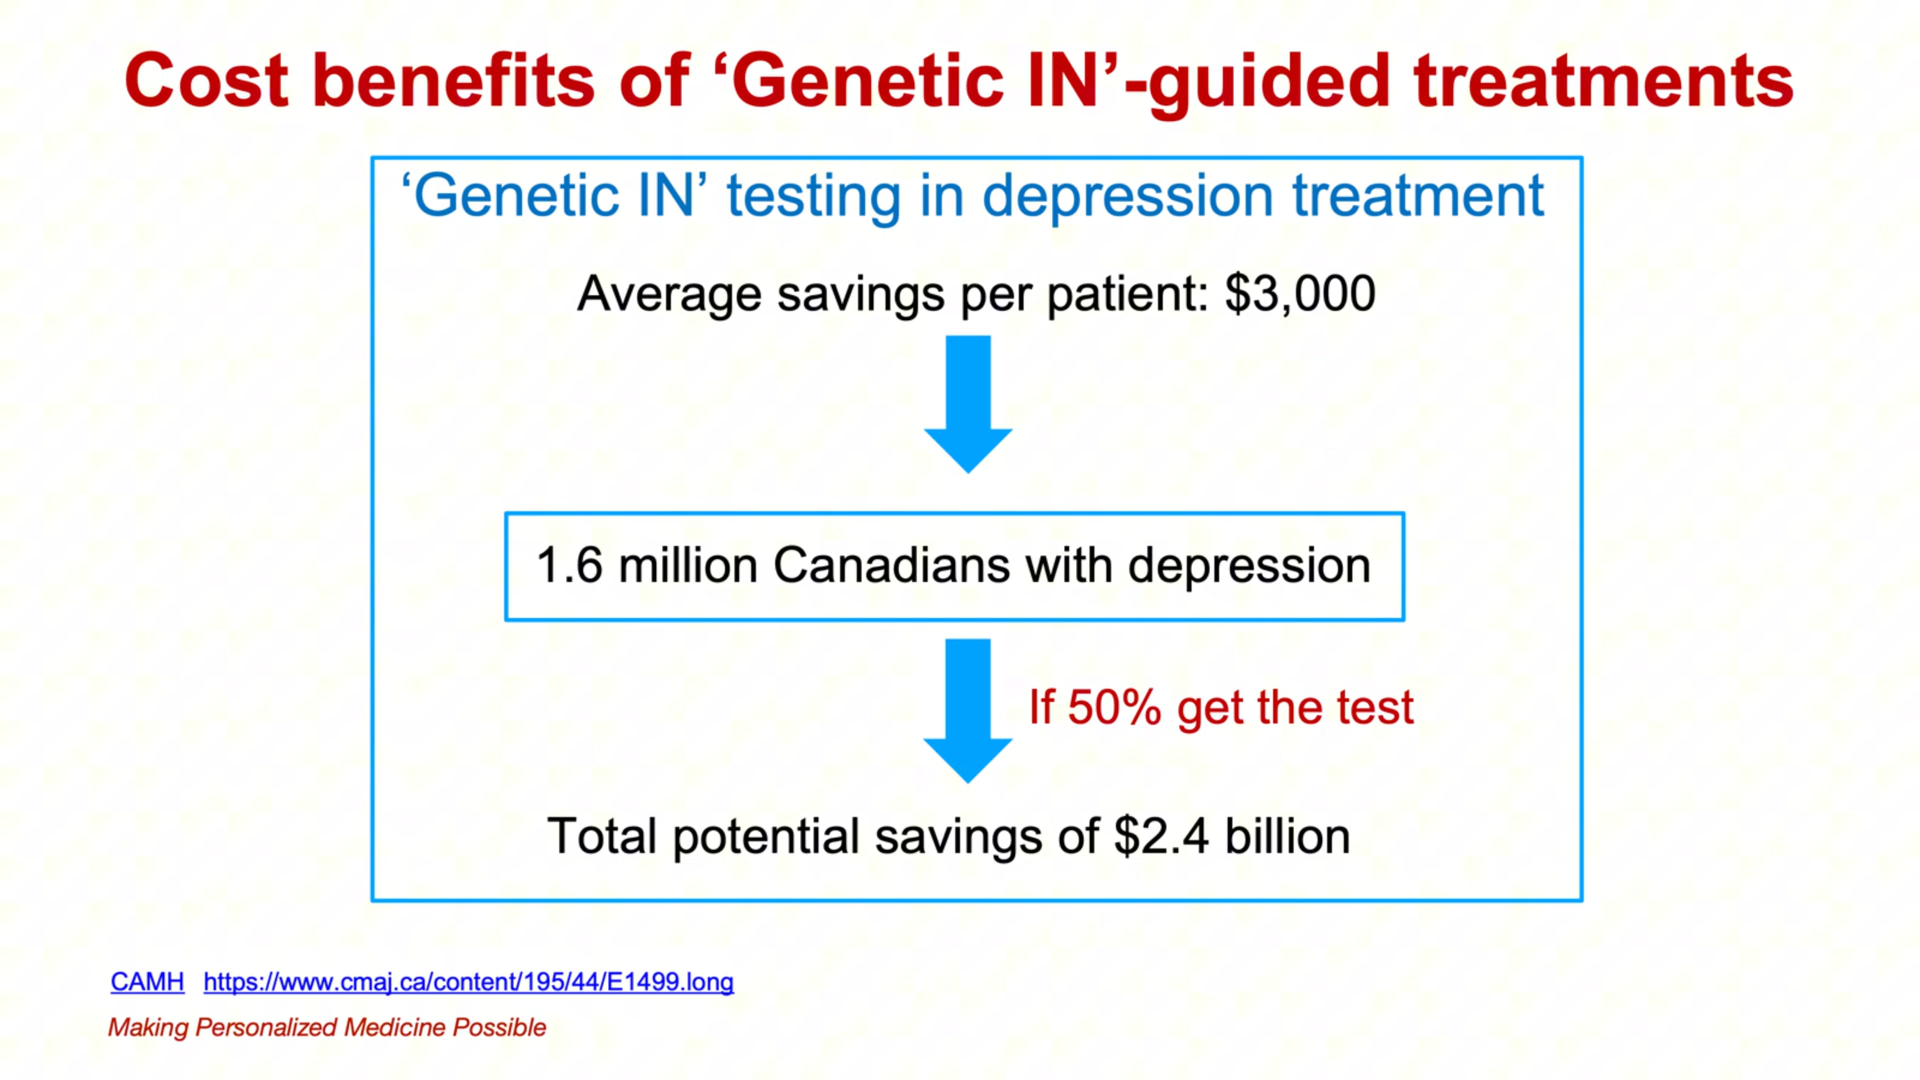 Cost benefits of ‘Genetic IN’-guided treatments
‘Genetic IN’ testing in depression treatment
Average savings per patient: $3,000
1.6 million Canadians with depression
If 50% get the test
Total potential savings of $2.4 billion
CAMH https://www.cmaj.ca/content/195/44/E1499.long
Making Personalized Medicine Possible